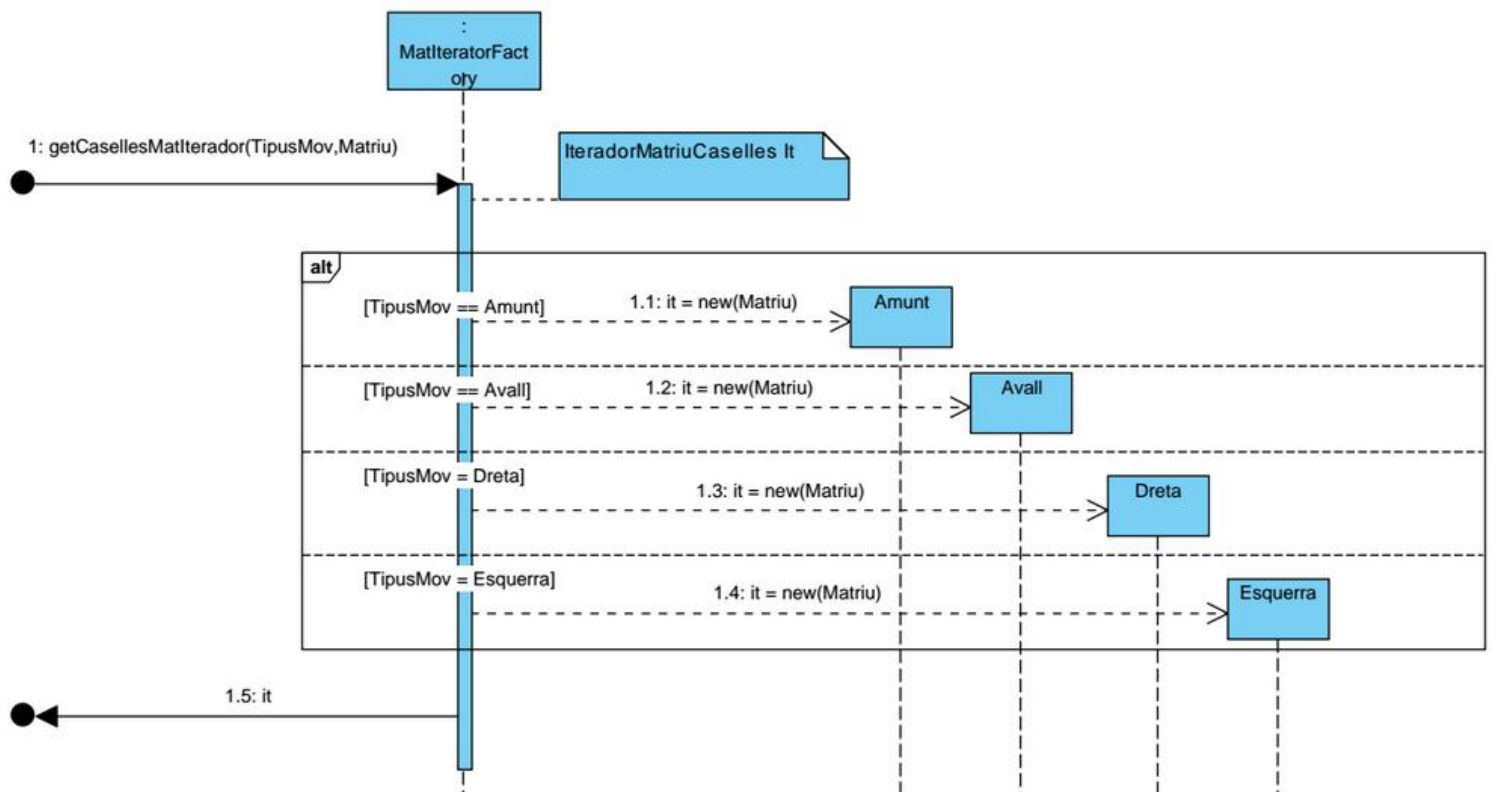 :
MatIteratorFact
ory
1: getCasellesMatIterador(TipusMov,Matriu)
IteradorMatriuCaselles It
alt
[TipusMov == Amunt]
1.1: it = new(Matriu)
Amunt
[TipusMov == Avall]
1.2: it = new(Matriu)
Avall
[TipusMov = Dreta]
1.3: it = new(Matriu)
Dreta
[TipusMov = Esquerra]
1.4: it = new(Matriu)
Esquerra
1.5: it